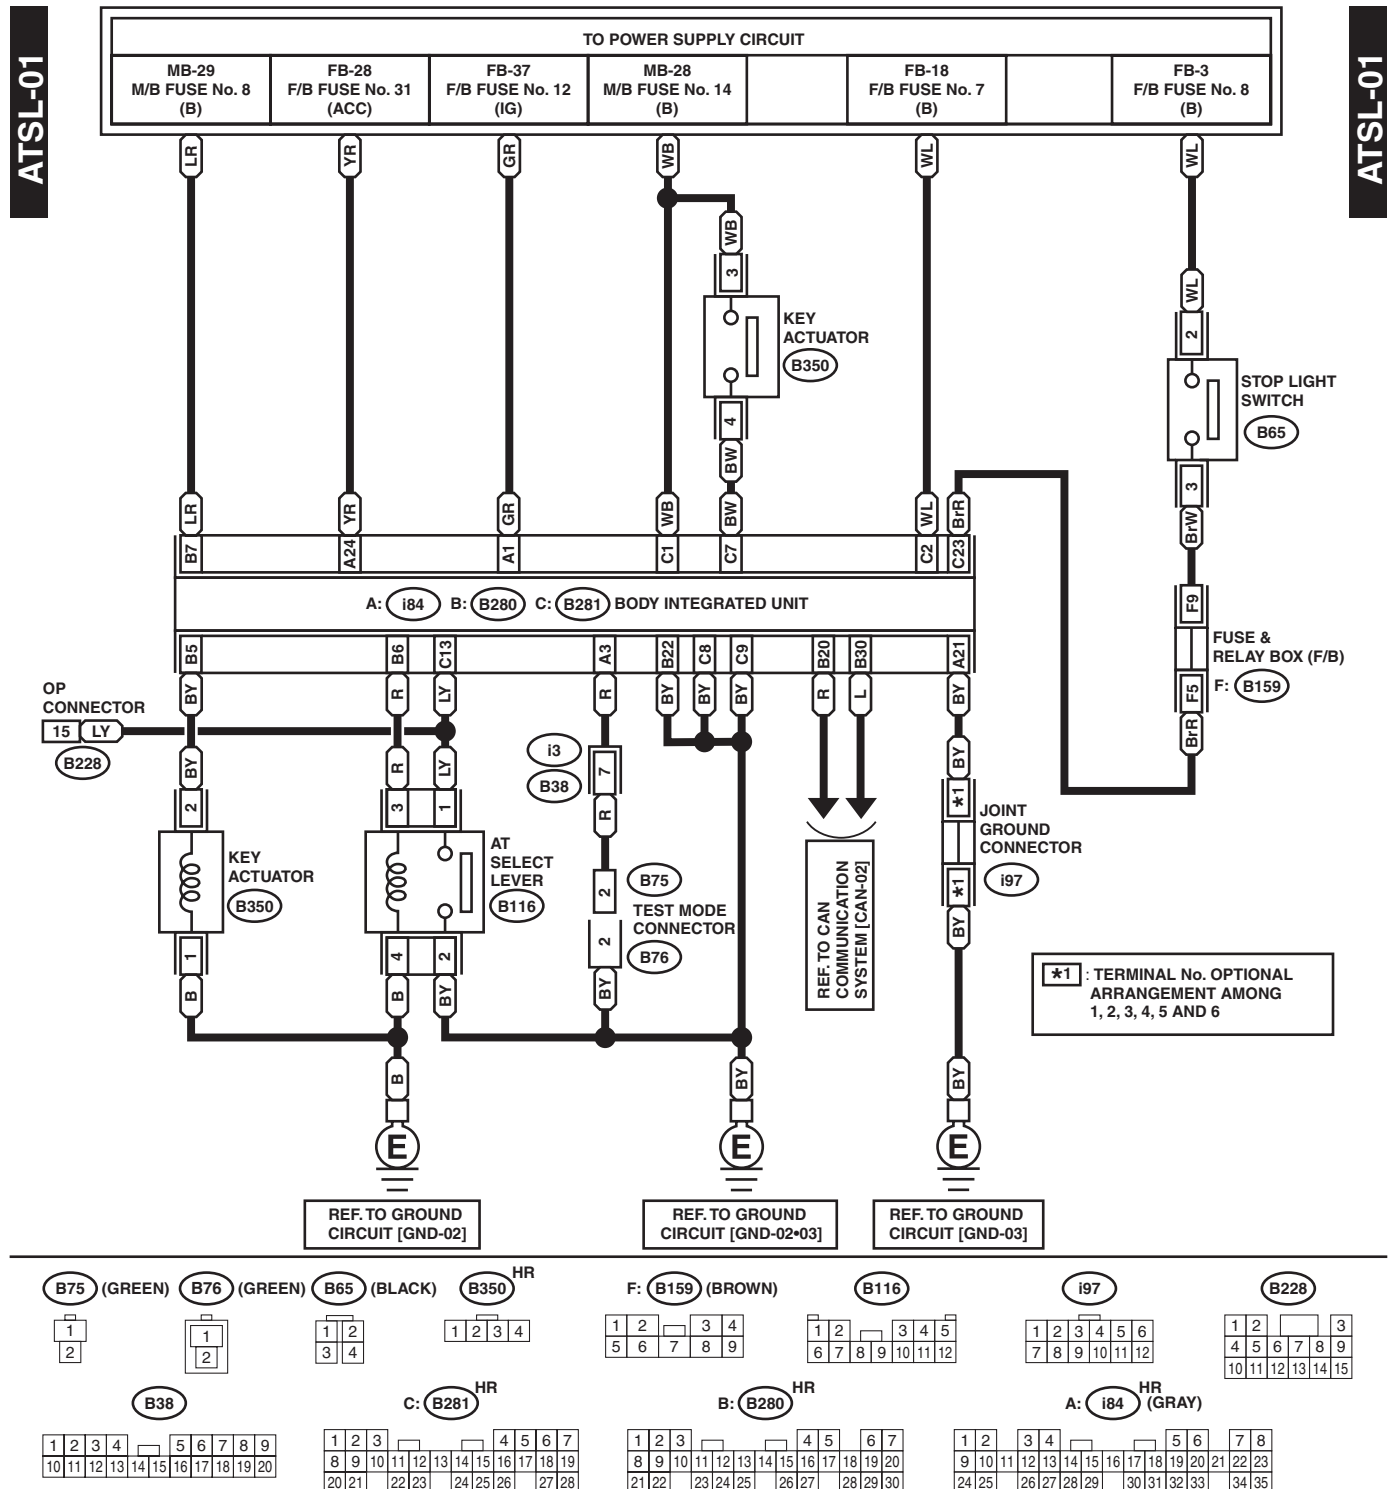 ATSL-01
ATSL-01
TO POWER SUPPLY CIRCUIT
MB-29
M/B FUSE No. 8
(B)
FB-28
F/B FUSE No. 31
(ACC)
FB-37
F/B FUSE No. 12
(IG)
MB-28
M/B FUSE No. 14
(B)
FB-18
F/B FUSE No. 7
(B)
FB-3
F/B FUSE No. 8
(B)
LR
YR
GR
WB
WL
WL
WB
3
KEY
ACTUATOR
B350
4
BW
WL
2
STOP LIGHT
SWITCH
B65
3
BrW
F9
FUSE &
RELAY BOX (F/B)
F: B159
F5
BrR
LR
YR
GR
WB
BW
WL
BrR
B7
A24
A1
C1
C7
C2
C23
A: i84 B: B280 C: B281 BODY INTEGRATED UNIT
B5
B6
C13
A3
B22
C8
C9
B20
B30
A21
BY
R
LY
R
BY
BY
BY
R
L
BY
OP
CONNECTOR
15 LY
B228
BY
2
KEY
ACTUATOR
B350
1
B
R
LY
3
1
AT
SELECT
LEVER
B116
4
2
B
BY
i3
B38
7
R
2
B75
TEST MODE
CONNECTOR
2
B76
BY
REF. TO CAN
COMMUNICATION
SYSTEM [CAN-02]
BY
*1
JOINT
GROUND
CONNECTOR
*1
i97
BY
*1 : TERMINAL No. OPTIONAL
ARRANGEMENT AMONG
1, 2, 3, 4, 5 AND 6
B
BY
BY
E
E
E
REF. TO GROUND
CIRCUIT [GND-02]
REF. TO GROUND
CIRCUIT [GND-02•03]
REF. TO GROUND
CIRCUIT [GND-03]
B75 (GREEN)
1
2
B76 (GREEN)
1
2
B65 (BLACK)
1 2
3 4
B350 HR
1 2 3 4
F: B159 (BROWN)
1 2 3 4
5 6 7 8 9
B116
1 2 3 4 5
6 7 8 9 10 11 12
i97
1 2 3 4 5 6
7 8 9 10 11 12
B228
1 2 3
4 5 6 7 8 9
10 11 12 13 14 15
B38
1 2 3 4 5 6 7 8 9
10 11 12 13 14 15 16 17 18 19 20
C: B281 HR
1 2 3 4 5 6 7
8 9 10 11 12 13 14 15 16 17 18 19
20 21 22 23 24 25 26 27 28
B: B280 HR
1 2 3 4 5 6 7
8 9 10 11 12 13 14 15 16 17 18 19 20
21 22 23 24 25 26 27 28 29 30
A: i84 HR (GRAY)
1 2 3 4 5 6 7 8
9 10 11 12 13 14 15 16 17 18 19 20 21 22 23
24 25 26 27 28 29 30 31 32 33 34 35